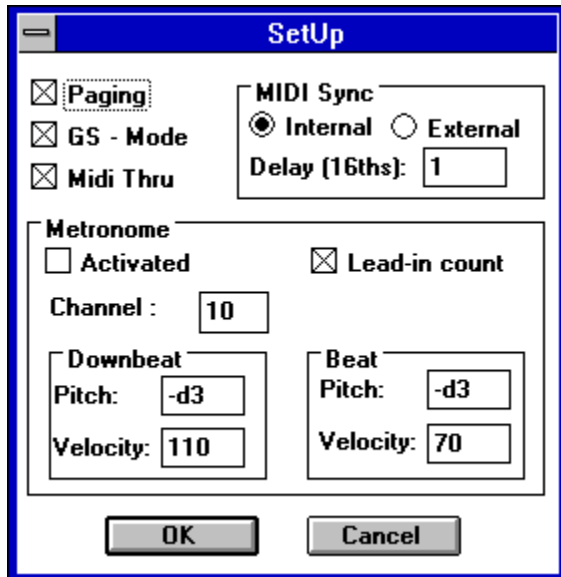 SetUp
Paging
GS - Mode
Midi Thru
MIDI Sync
Internal External
Delay (16ths): 1
Metronome
Activated Lead-in count
Channel : 10
Downbeat
Pitch: -d3
Velocity: 110
Beat
Pitch: -d3
Velocity: 70
OK Cancel